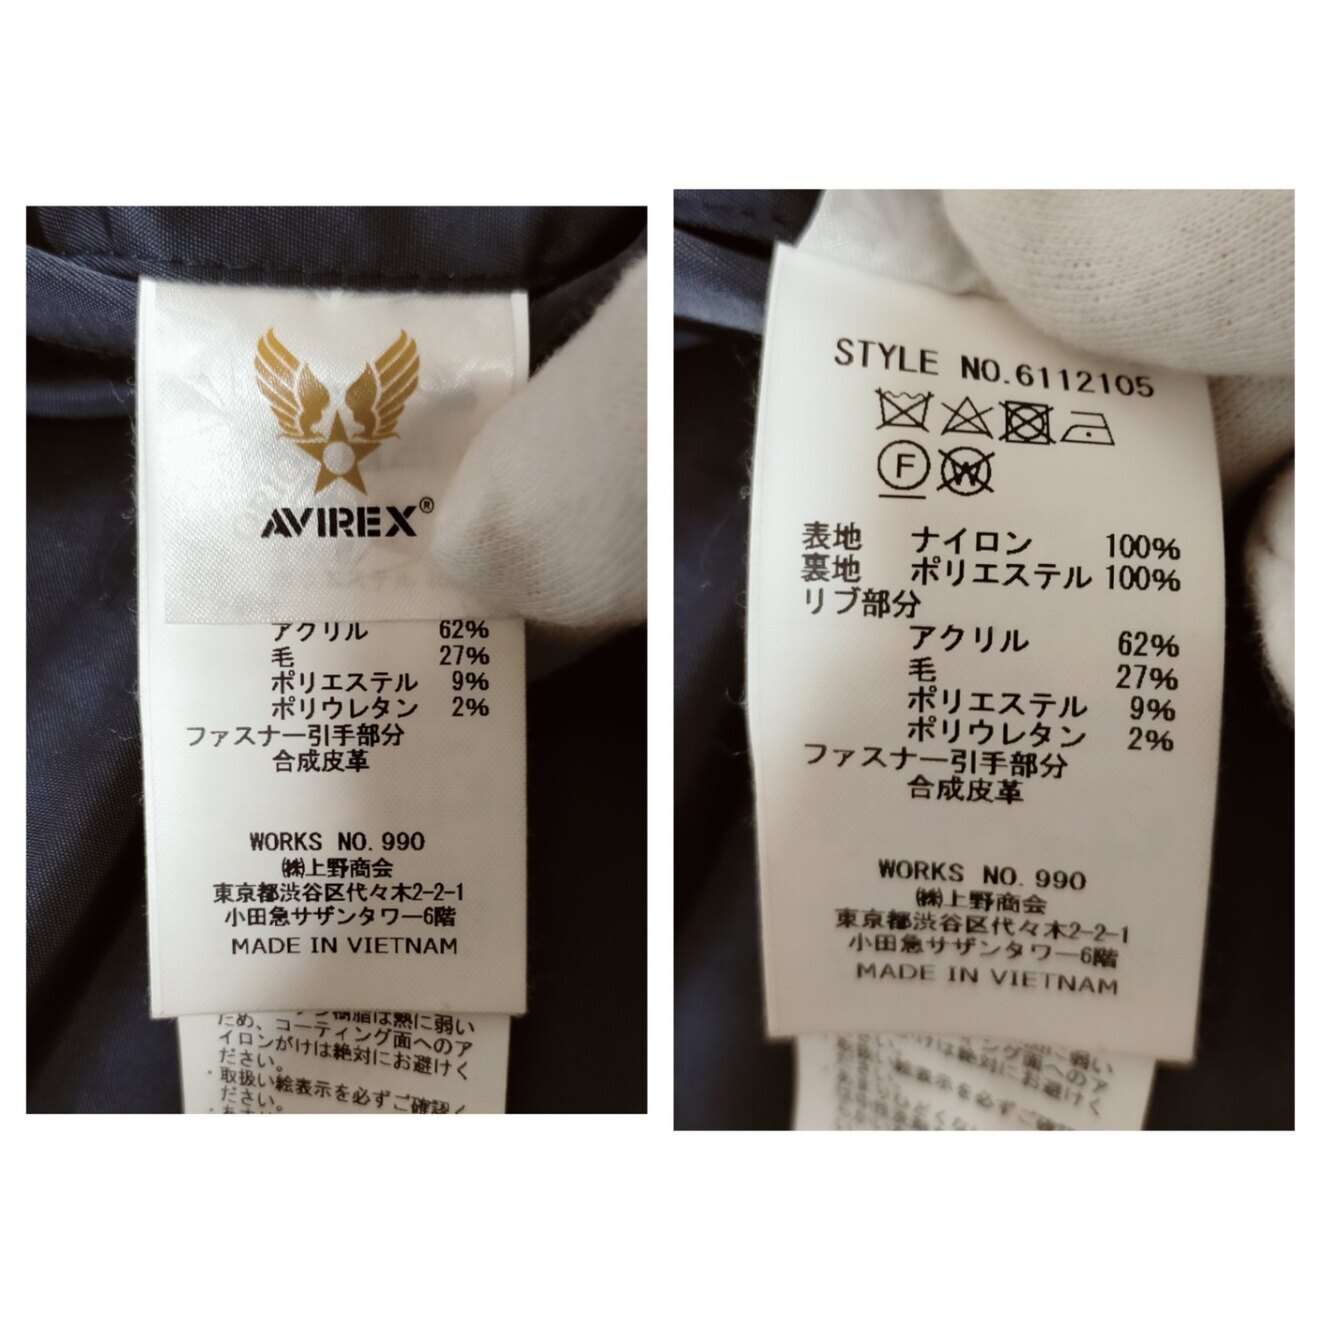 AVIREX®
アクリル 62%
毛 27%
ポリエステル 9%
ポリウレタン 2%
ファスナー引手部分
合成皮革
WORKS NO. 990
㈱上野商会
東京都渋谷区代々木2-2-1
小田急サザンタワー6階
MADE IN VIETNAM
樹脂は熱に弱い
ため、コーティング面へのア
イロンがけは絶対にお避けく
ださい。
・取扱い絵表示を必ずご確認く
ださい。
STYLE NO.6112105
F
W
表地 ナイロン 100%
裏地 ポリエステル 100%
リブ部分
アクリル 62%
毛 27%
ポリエステル 9%
ポリウレタン 2%
ファスナー引手部分
合成皮革
WORKS NO. 990
㈱上野商会
東京都渋谷区代々木2-2-1
小田急サザンタワー6階
MADE IN VIETNAM